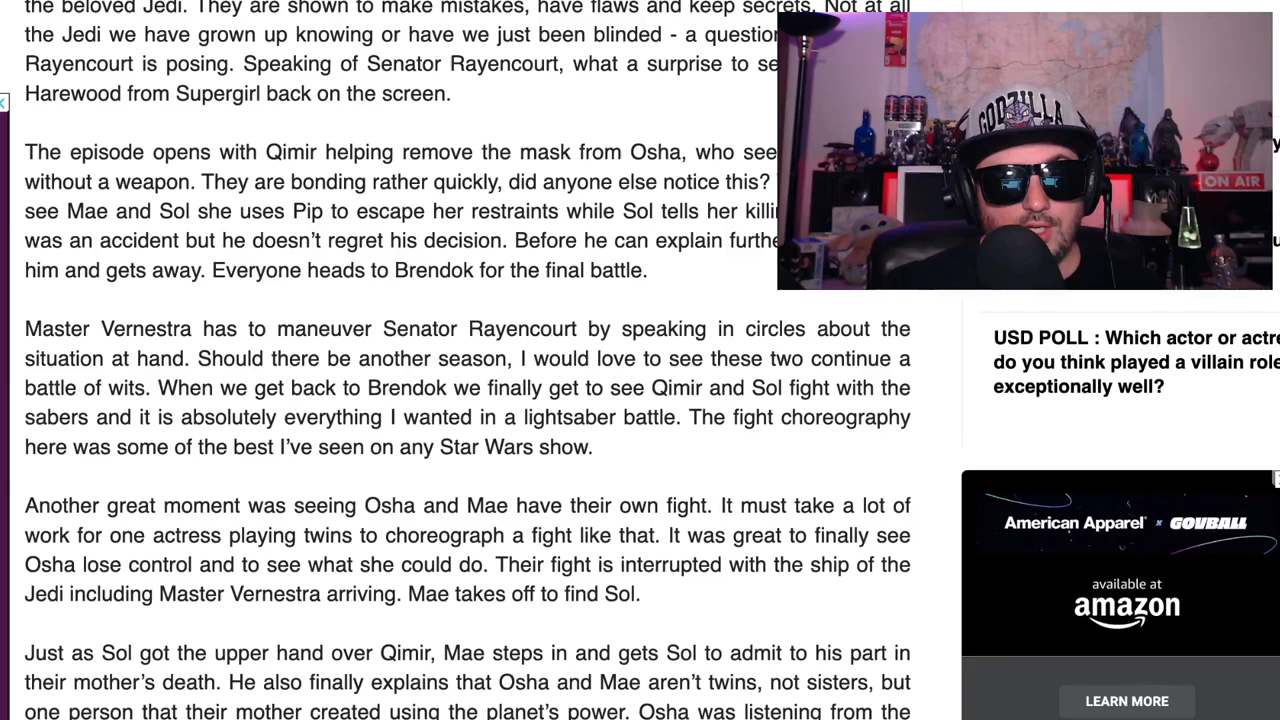 the beloved Jedi. They are shown to make mistakes, have flaws and keep secrets. Not at all
the Jedi we have grown up knowing or have we just been blinded - a question
Rayencourt is posing. Speaking of Senator Rayencourt, what a surprise to se
Harewood from Supergirl back on the screen.
The episode opens with Qimir helping remove the mask from Osha, who see
without a weapon. They are bonding rather quickly, did anyone else notice this?
see Mae and Sol she uses Pip to escape her restraints while Sol tells her killi
was an accident but he doesn't regret his decision. Before he can explain furthe
him and gets away. Everyone heads to Brendok for the final battle.
Master Vernestra has to maneuver Senator Rayencourt by speaking in circles about the
situation at hand. Should there be another season, I would love to see these two continue a
battle of wits. When we get back to Brendok we finally get to see Qimir and Sol fight with the
sabers and it is absolutely everything I wanted in a lightsaber battle. The fight choreography
here was some of the best I've seen on any Star Wars show.
Another great moment was seeing Osha and Mae have their own fight. It must take a lot of
work for one actress playing twins to choreograph a fight like that. It was great to finally see
Osha lose control and to see what she could do. Their fight is interrupted with the ship of the
Jedi including Master Vernestra arriving. Mae takes off to find Sol.
Just as Sol got the upper hand over Qimir, Mae steps in and gets Sol to admit to his part in
their mother's death. He also finally explains that Osha and Mae aren't twins, not sisters, but
one person that their mother created using the planet's power. Osha was listening from the
GODZILLA
ON AIR
USD POLL : Which actor or actre
do you think played a villain role
exceptionally well?
American Apparel × GOVBALL
available at
amazon
LEARN MORE